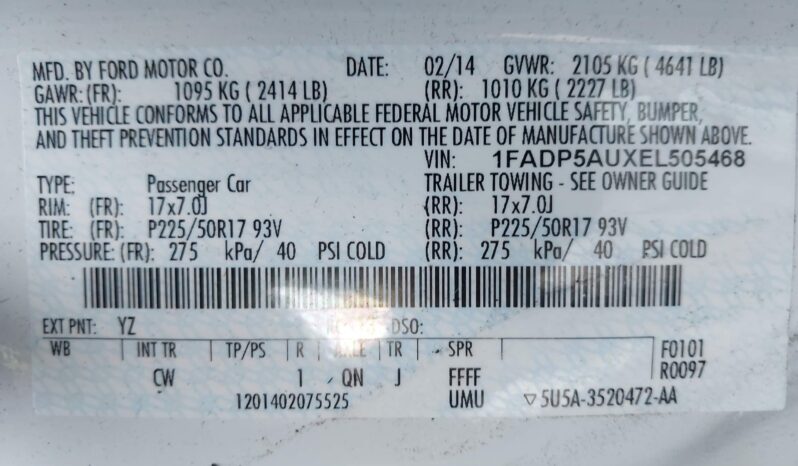 MFD. BY FORD MOTOR CO. DATE: 02/14 GVWR: 2105 KG ( 4641 LB)
GAWR: (FR): 1095 KG ( 2414 LB) (RR): 1010 KG ( 2227 LB)
THIS VEHICLE CONFORMS TO ALL APPLICABLE FEDERAL MOTOR VEHICLE SAFETY, BUMPER,
AND THEFT PREVENTION STANDARDS IN EFFECT ON THE DATE OF MANUFACTURE SHOWN ABOVE.
VIN: 1FADP5AUXEL505468
TYPE: Passenger Car TRAILER TOWING - SEE OWNER GUIDE
RIM: (FR): 17x7.0J (RR): 17x7.0J
TIRE: (FR): P225/50R17 93V (RR): P225/50R17 93V
PRESSURE: (FR): 275 kPa/ 40 PSI COLD (RR): 275 kPa/ 40 PSI COLD
EXT PNT: YZ DSO:
WB INT TR TP/PS R AXLE TR SPR F0101
CW 1 QN J FFFF R0097
1201402075525 UMU ▽5U5A-3520472-AA